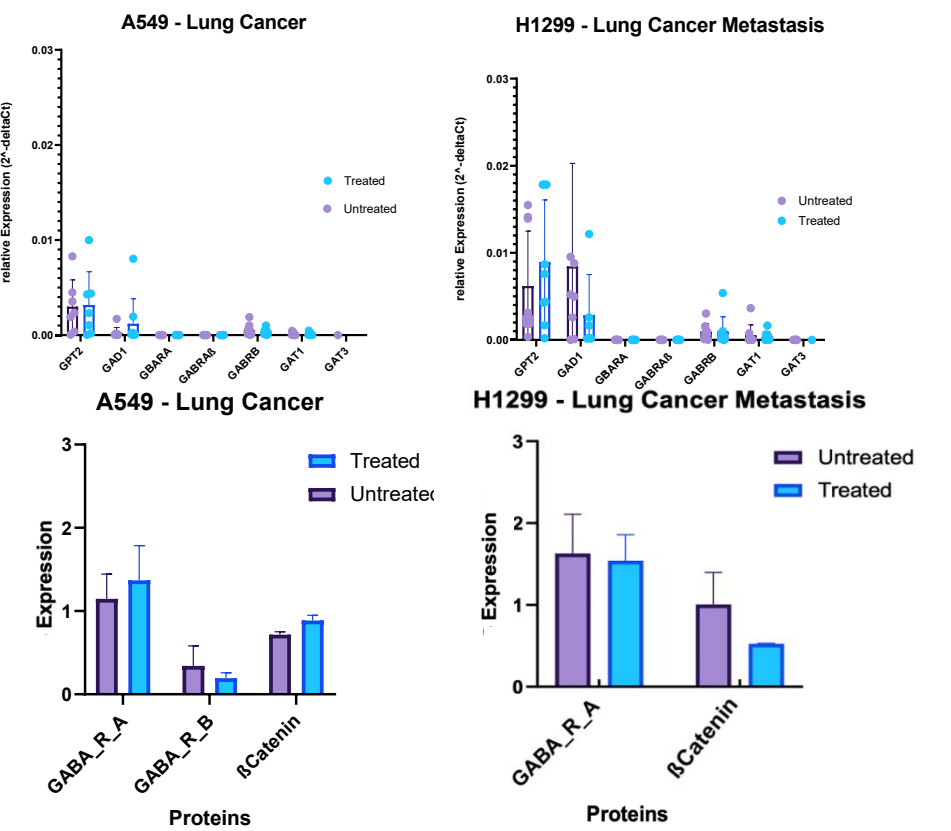 A549 - Lung Cancer
relative Expression (2^-deltaCt)
0.03
0.02
0.01
0.00
Treated
Untreated
GPT2
GAD1
GBARA
GABRAß
GABRB
GAT1
GAT3
H1299 - Lung Cancer Metastasis
relative Expression (2^-deltaCt)
0.03
0.02
0.01
0.00
Untreated
Treated
GPT2
GAD1
GBARA
GABRAß
GABRB
GAT1
GAT3
A549 - Lung Cancer
Expression
3
2
1
0
Treated
Untreated
GABA_R_A
GABA_R_B
ßCatenin
Proteins
H1299 - Lung Cancer Metastasis
Expression
3
2
1
0
Untreated
Treated
GABA_R_A
ßCatenin
Proteins